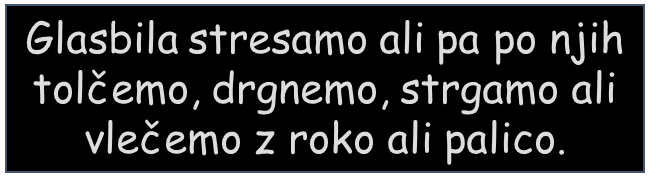 Glasbila stresamo ali pa po njih
tolčemo, drgnemo, strgamo ali
vlečemo z roko ali palico.